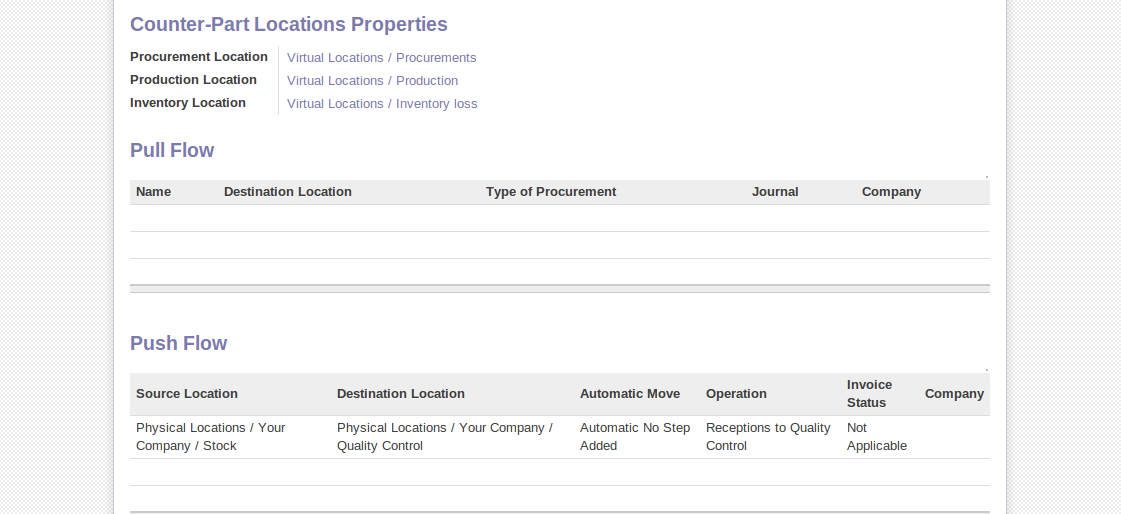 Counter-Part Locations Properties
Procurement Location Virtual Locations / Procurements
Production Location Virtual Locations / Production
Inventory Location Virtual Locations / Inventory loss
Pull Flow
Name Destination Location Type of Procurement Journal Company
Push Flow
Source Location Destination Location Automatic Move Operation Invoice Status Company
Physical Locations / Your Physical Locations / Your Company / Automatic No Step Receptions to Quality Not
Company / Stock Quality Control Added Control Applicable